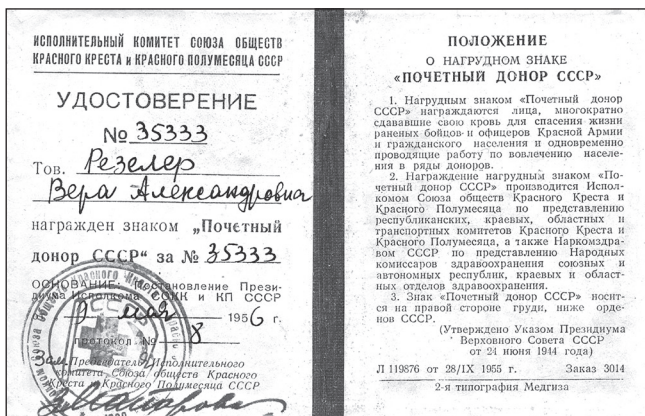 ИСПОЛНИТЕЛЬНЫЙ КОМИТЕТ СОЮЗА ОБЩЕСТВ
КРАСНОГО КРЕСТА и КРАСНОГО ПОЛУМЕСЯЦА СССР
УДОСТОВЕРЕНИЕ
№ 35333
Тов. Резелер
Вера Александровна
награжден знаком „Почетный
донор СССР" за № 35333
ОСНОВАНИЕ: Постановление Прези-
диума Исполкома СОКК и КП СССР
9 мая 1956 г.
протокол № 8
Зам. Председатель Исполнительного
комитета Союза обществ Красного
Креста и Красного Полумесяца СССР
ПОЛОЖЕНИЕ
О НАГРУДНОМ ЗНАКЕ
«ПОЧЕТНЫЙ ДОНОР СССР»
1. Нагрудным знаком «Почетный донор
СССР» награждаются лица, многократно
сдававшие свою кровь для спасения жизни
раненых бойцов и офицеров Красной Армии
и гражданского населения и одновременно
проводящие работу по вовлечению населе-
ния в ряды доноров.
2. Награждение нагрудным знаком «По-
четный донор СССР» производится Испол-
комом Союза обществ Красного Креста и
Красного Полумесяца по представлению
республиканских, краевых, областных и
транспортных комитетов Красного Креста и
Красного Полумесяца, а также Наркомздра-
вом СССР по представлению Народных
комиссаров здравоохранения союзных и
автономных республик, краевых и област-
ных отделов здравоохранения.
3. Знак «Почетный донор СССР» носит-
ся на правой стороне груди, ниже орде-
нов СССР.
(Утверждено Указом Президиума
Верховного Совета СССР
от 24 июня 1944 года)
Л 119876 от 28/IX 1955 г. Заказ 3014
2-я типография Медгиза